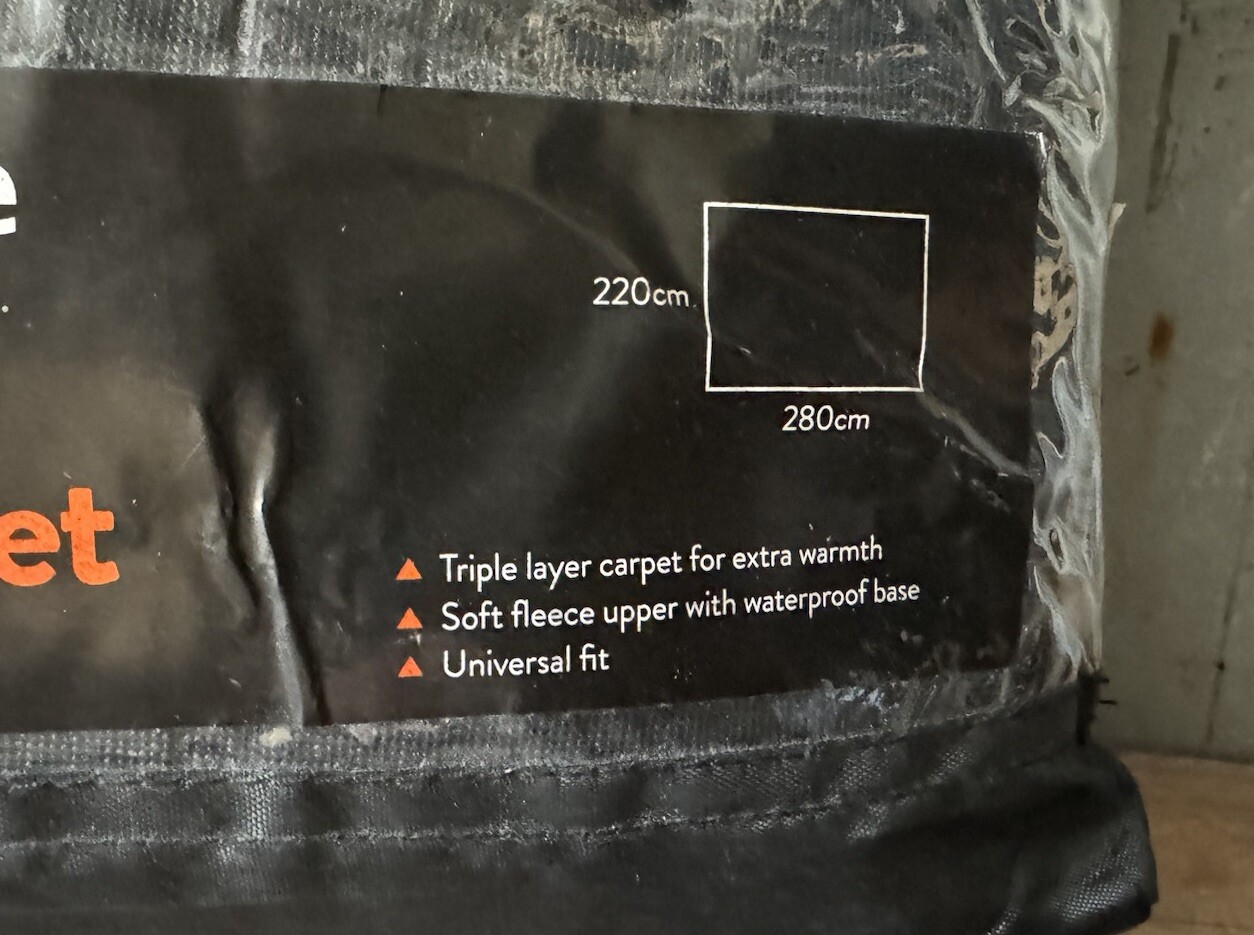 e
.
220cm
280cm
et
Triple layer carpet for extra warmth
Soft fleece upper with waterproof base
Universal fit